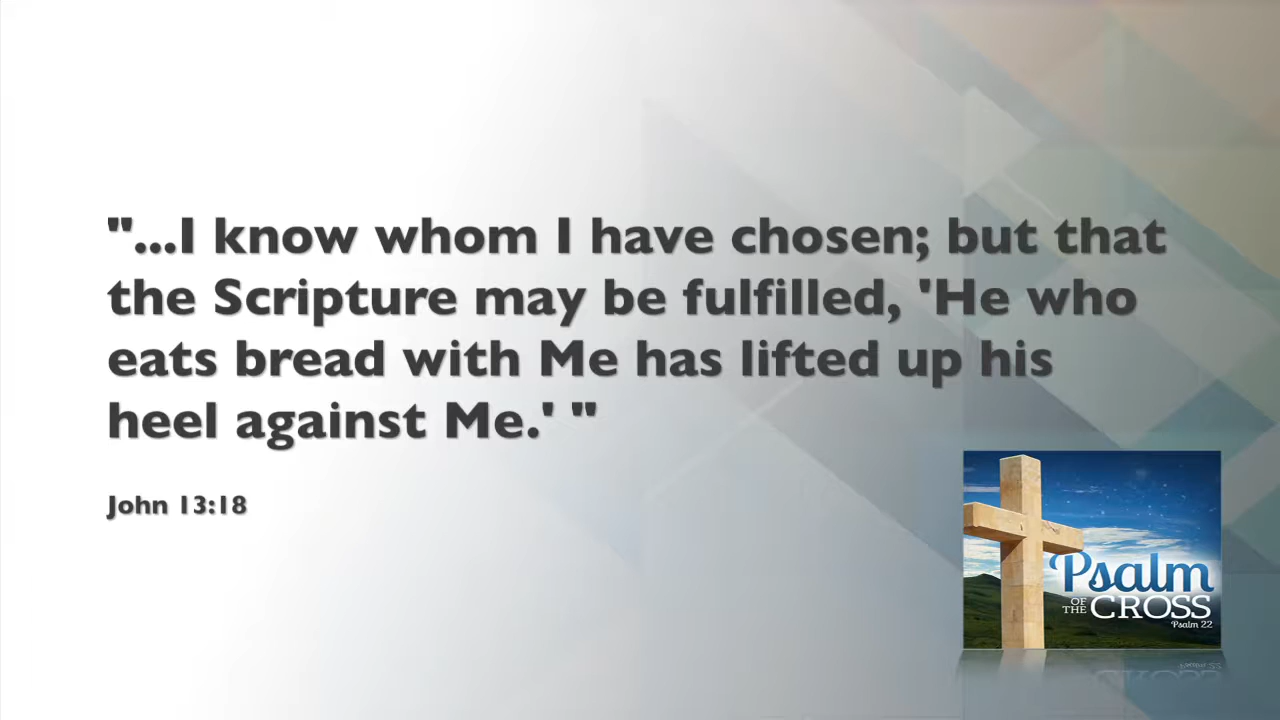 "...I know whom I have chosen; but that
the Scripture may be fulfilled, 'He who
eats bread with Me has lifted up his
heel against Me.' "
John 13:18
Psalm
OF THE CROSS
Psalm 22